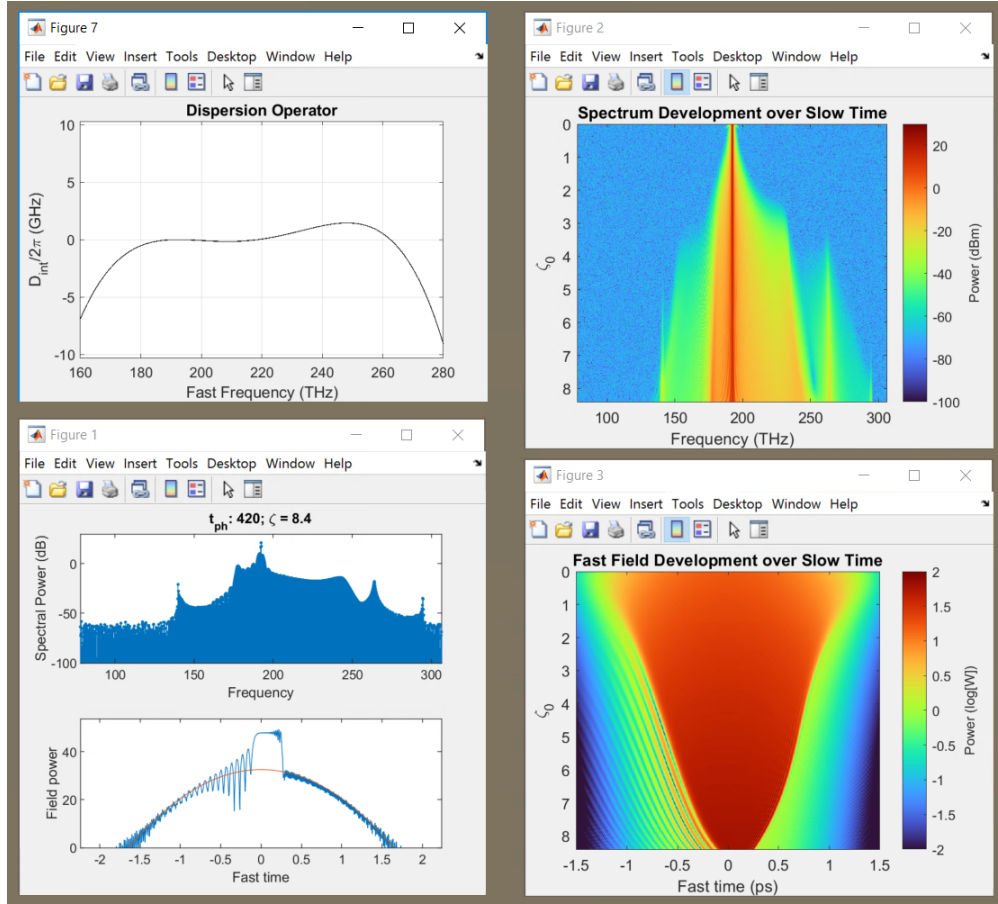 Figure 7
File Edit View Insert Tools Desktop Window Help
Dispersion Operator
10
5
0
-5
-10
D_int/2π (GHz)
160 180 200 220 240 260 280
Fast Frequency (THz)
Figure 2
File Edit View Insert Tools Desktop Window Help
Spectrum Development over Slow Time
0
1
2
3
4
5
6
7
8
ζ_0
100 150 200 250 300
Frequency (THz)
20
0
-20
-40
-60
-80
-100
Power (dBm)
Figure 1
File Edit View Insert Tools Desktop Window Help
t_ph: 420; ζ = 8.4
0
-50
-100
Spectral Power (dB)
100 150 200 250 300
Frequency
40
20
0
Field power
-2 -1.5 -1 -0.5 0 0.5 1 1.5 2
Fast time
Figure 3
File Edit View Insert Tools Desktop Window Help
Fast Field Development over Slow Time
0
1
2
3
4
5
6
7
8
ζ_0
-1.5 -1 -0.5 0 0.5 1 1.5
Fast time (ps)
2
1.5
1
0.5
0
-0.5
-1
-1.5
-2
Power (log[W])